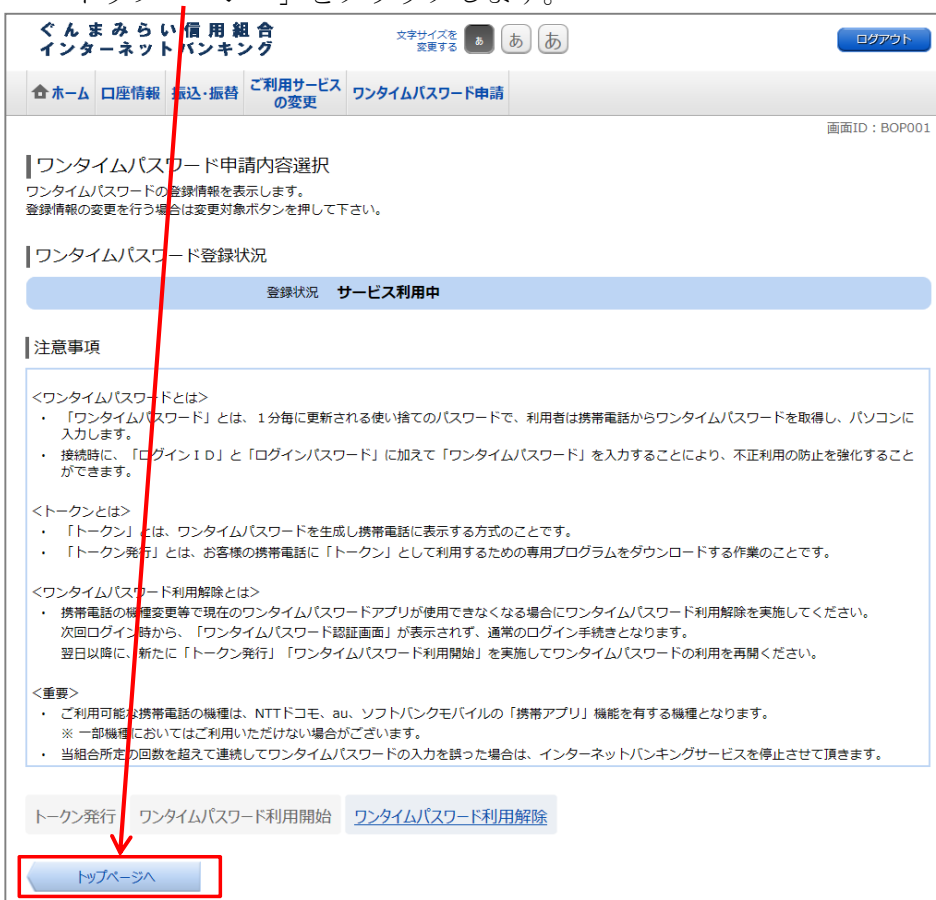 」をクリックします。
ぐんまみらい信用組合
インターネットバンキング
文字サイズを
変更する
あ あ あ
ログアウト
ホーム 口座情報 振込・振替 ご利用サービス
の変更 ワンタイムパスワード申請
画面ID：BOP001
ワンタイムパスワード申請内容選択
ワンタイムパスワードの登録情報を表示します。
登録情報の変更を行う場合は変更対象ボタンを押して下さい。
ワンタイムパスワード登録状況
登録状況 サービス利用中
注意事項
＜ワンタイムパスワードとは＞
・ 「ワンタイムパスワード」とは、１分毎に更新される使い捨てのパスワードで、利用者は携帯電話からワンタイムパスワードを取得し、パソコンに
入力します。
・ 接続時に、「ログインＩＤ」と「ログインパスワード」に加えて「ワンタイムパスワード」を入力することにより、不正利用の防止を強化すること
ができます。
＜トークンとは＞
・ 「トークン」とは、ワンタイムパスワードを生成し携帯電話に表示する方式のことです。
・ 「トークン発行」とは、お客様の携帯電話に「トークン」として利用するための専用プログラムをダウンロードする作業のことです。
＜ワンタイムパスワード利用解除とは＞
・ 携帯電話の機種変更等で現在のワンタイムパスワードアプリが使用できなくなる場合にワンタイムパスワード利用解除を実施してください。
次回ログイン時から、「ワンタイムパスワード認証画面」が表示されず、通常のログイン手続きとなります。
翌日以降に、新たに「トークン発行」「ワンタイムパスワード利用開始」を実施してワンタイムパスワードの利用を再開ください。
＜重要＞
・ ご利用可能な携帯電話の機種は、NTTドコモ、au、ソフトバンクモバイルの「携帯アプリ」機能を有する機種となります。
※ 一部機種においてはご利用いただけない場合がございます。
・ 当組合所定の回数を超えて連続してワンタイムパスワードの入力を誤った場合は、インターネットバンキングサービスを停止させて頂きます。
トークン発行 ワンタイムパスワード利用開始 ワンタイムパスワード利用解除
トップページへ